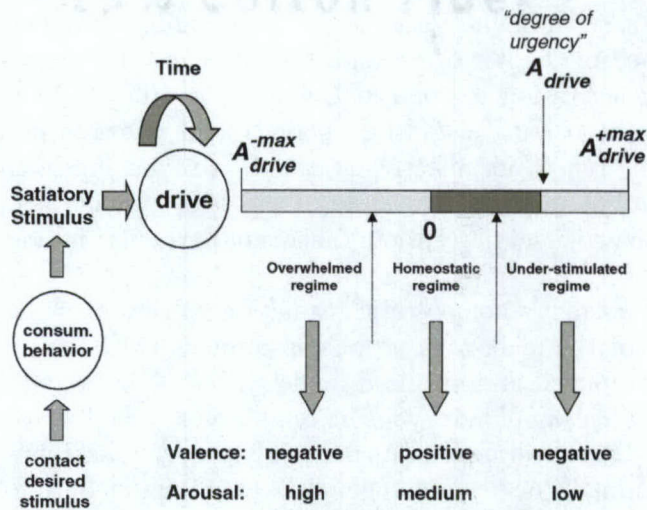 "degree of
urgency"
A drive
Time
A -max drive
A +max drive
Satiatory
Stimulus
drive
0
Overwhelmed
regime
Homeostatic
regime
Under-stimulated
regime
consum.
behavior
contact
desired
stimulus
Valence: negative positive negative
Arousal: high medium low